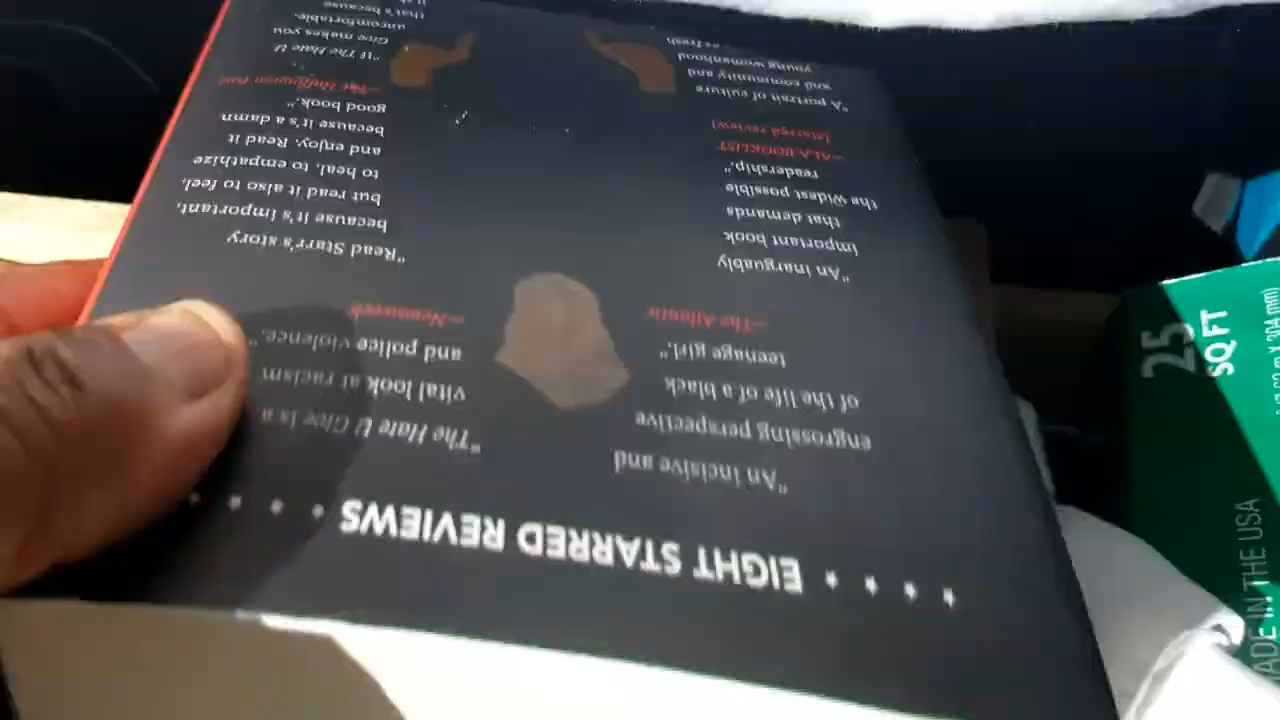 EIGHT STARRED REVIEWS
"An incisive and
engrossing perspective
of the life of a black
teenage girl."
—The Atlantic
"The Hate U Give is a
vital look at racism
and police violence."
—Newsweek
"An inarguably
important book
that demands
the widest possible
readership."
—ALA BOOKLIST
(starred review)
"Read Starr's story
because it's important,
but read it also to feel,
to heal, to empathize
and enjoy. Read it
because it's a damn
good book."
—The Huffington Post
"A portrait of culture
and community and
young womanhood
fresh
"If The Hate U
Give makes you
uncomfortable,
that's because
25
SQ FT
304 mm)
MADE IN THE USA